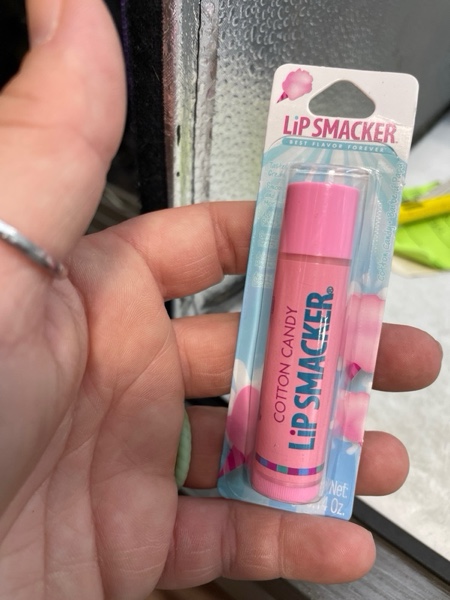 LiP SMACKER
BEST FLAVOR FOREVER
COTTON CANDY
LiP SMACKER®
Net
Oz.